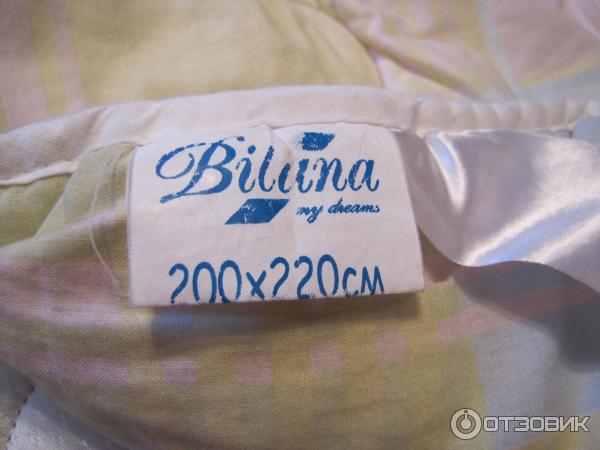 Bilana
my dreams
200x220см
ОТЗОВИК